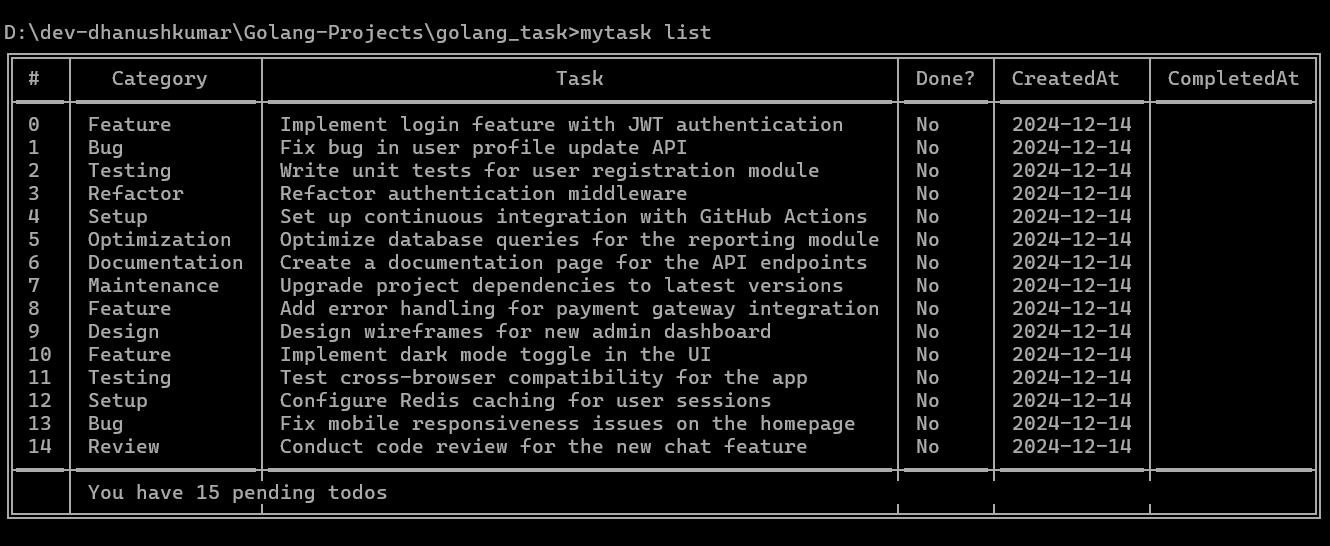 D:\dev-dhanushkumar\Golang-Projects\golang_task>mytask list
# Category Task Done? CreatedAt CompletedAt
0 Feature Implement login feature with JWT authentication No 2024-12-14
1 Bug Fix bug in user profile update API No 2024-12-14
2 Testing Write unit tests for user registration module No 2024-12-14
3 Refactor Refactor authentication middleware No 2024-12-14
4 Setup Set up continuous integration with GitHub Actions No 2024-12-14
5 Optimization Optimize database queries for the reporting module No 2024-12-14
6 Documentation Create a documentation page for the API endpoints No 2024-12-14
7 Maintenance Upgrade project dependencies to latest versions No 2024-12-14
8 Feature Add error handling for payment gateway integration No 2024-12-14
9 Design Design wireframes for new admin dashboard No 2024-12-14
10 Feature Implement dark mode toggle in the UI No 2024-12-14
11 Testing Test cross-browser compatibility for the app No 2024-12-14
12 Setup Configure Redis caching for user sessions No 2024-12-14
13 Bug Fix mobile responsiveness issues on the homepage No 2024-12-14
14 Review Conduct code review for the new chat feature No 2024-12-14
You have 15 pending todos